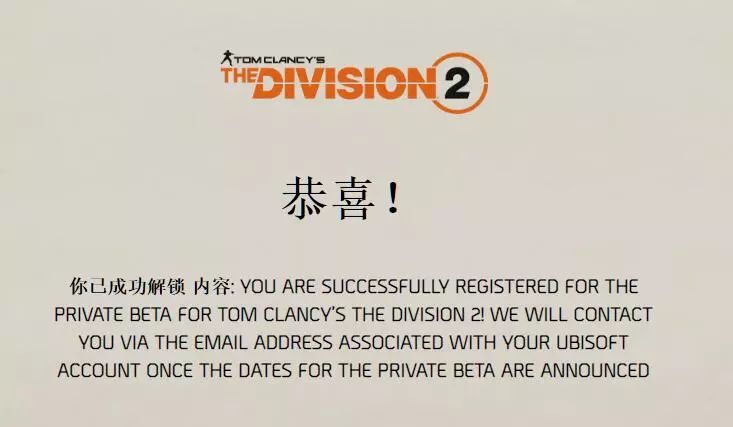 TOM CLANCY'S
THE DIVISION 2
恭喜！
你已成功解锁 内容: YOU ARE SUCCESSFULLY REGISTERED FOR THE
PRIVATE BETA FOR TOM CLANCY'S THE DIVISION 2! WE WILL CONTACT
YOU VIA THE EMAIL ADDRESS ASSOCIATED WITH YOUR UBISOFT
ACCOUNT ONCE THE DATES FOR THE PRIVATE BETA ARE ANNOUNCED